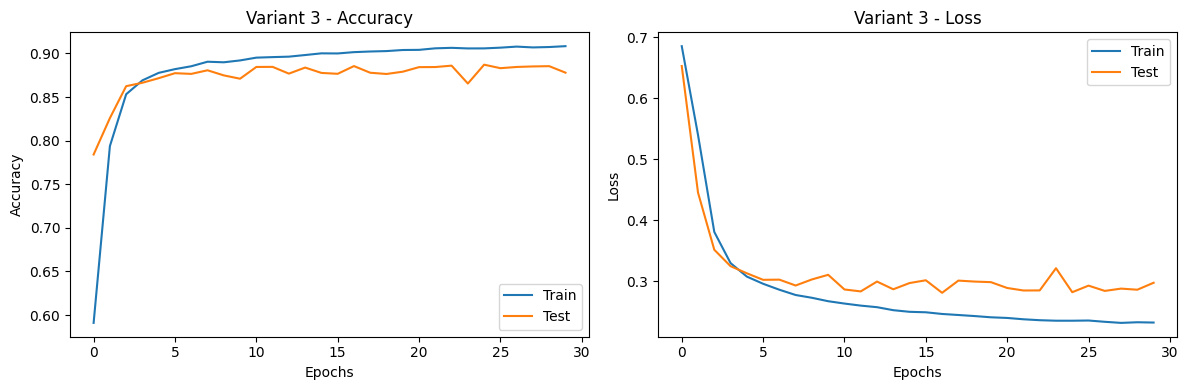 Variant 3 - Accuracy
Accuracy
0.90
0.85
0.80
0.75
0.70
0.65
0.60
0
5
10
15
20
25
30
Epochs
Train
Test
Variant 3 - Loss
Loss
0.7
0.6
0.5
0.4
0.3
0
5
10
15
20
25
30
Epochs
Train
Test